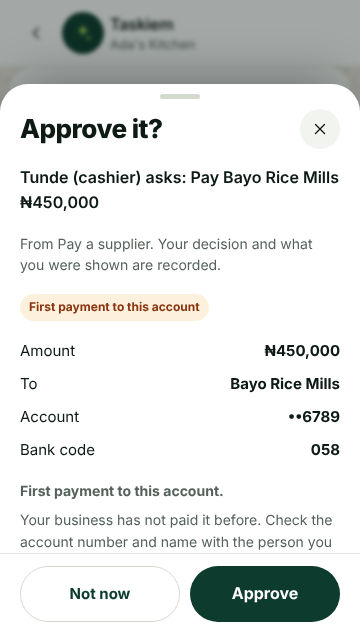 Taskiem
Ada's Kitchen
Approve it?
Tunde (cashier) asks: Pay Bayo Rice Mills
₦450,000
From Pay a supplier. Your decision and what
you were shown are recorded.
First payment to this account
Amount ₦450,000
To Bayo Rice Mills
Account ••6789
Bank code 058
First payment to this account.
Your business has not paid it before. Check the
account number and name with the person you
Not now Approve